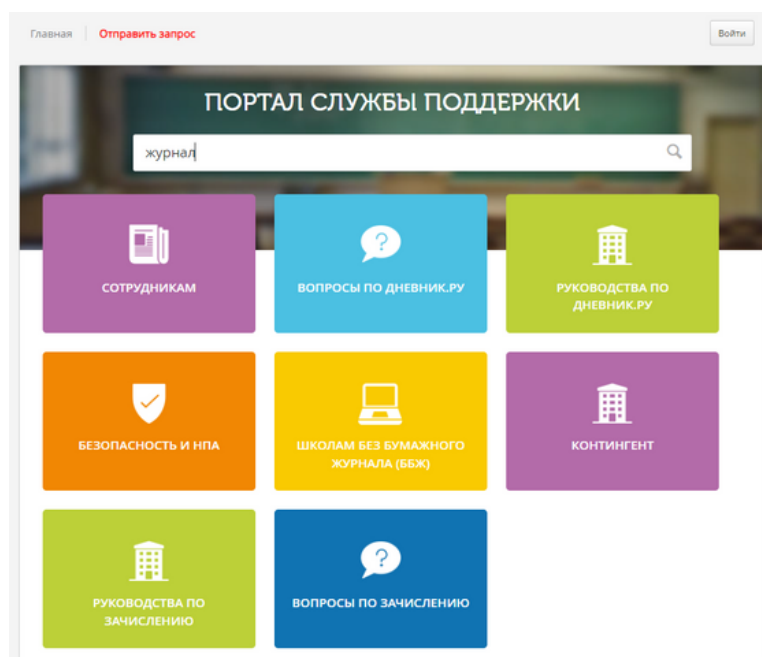 Главная
Отправить запрос
Войти
ПОРТАЛ СЛУЖБЫ ПОДДЕРЖКИ
журнал
СОТРУДНИКАМ
ВОПРОСЫ ПО ДНЕВНИК.РУ
РУКОВОДСТВА ПО
ДНЕВНИК.РУ
БЕЗОПАСНОСТЬ И НПА
ШКОЛАМ БЕЗ БУМАЖНОГО
ЖУРНАЛА (ББЖ)
КОНТИНГЕНТ
РУКОВОДСТВА ПО
ЗАЧИСЛЕНИЮ
ВОПРОСЫ ПО ЗАЧИСЛЕНИЮ